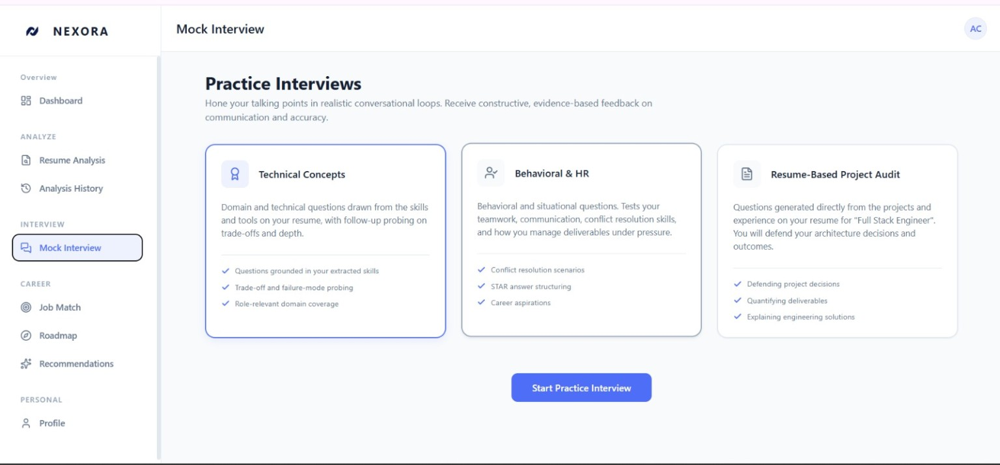 NEXORA
Mock Interview
AC
Overview
Dashboard
ANALYZE
Resume Analysis
Analysis History
INTERVIEW
Mock Interview
CAREER
Job Match
Roadmap
Recommendations
PERSONAL
Profile
Practice Interviews
Hone your talking points in realistic conversational loops. Receive constructive, evidence-based feedback on
communication and accuracy.
Technical Concepts
Domain and technical questions drawn from the skills
and tools on your resume, with follow-up probing on
trade-offs and depth.
Questions grounded in your extracted skills
Trade-off and failure-mode probing
Role-relevant domain coverage
Behavioral & HR
Behavioral and situational questions. Tests your
teamwork, communication, conflict resolution skills,
and how you manage deliverables under pressure.
Conflict resolution scenarios
STAR answer structuring
Career aspirations
Resume-Based Project Audit
Questions generated directly from the projects and
experience on your resume for "Full Stack Engineer".
You will defend your architecture decisions and
outcomes.
Defending project decisions
Quantifying deliverables
Explaining engineering solutions
Start Practice Interview